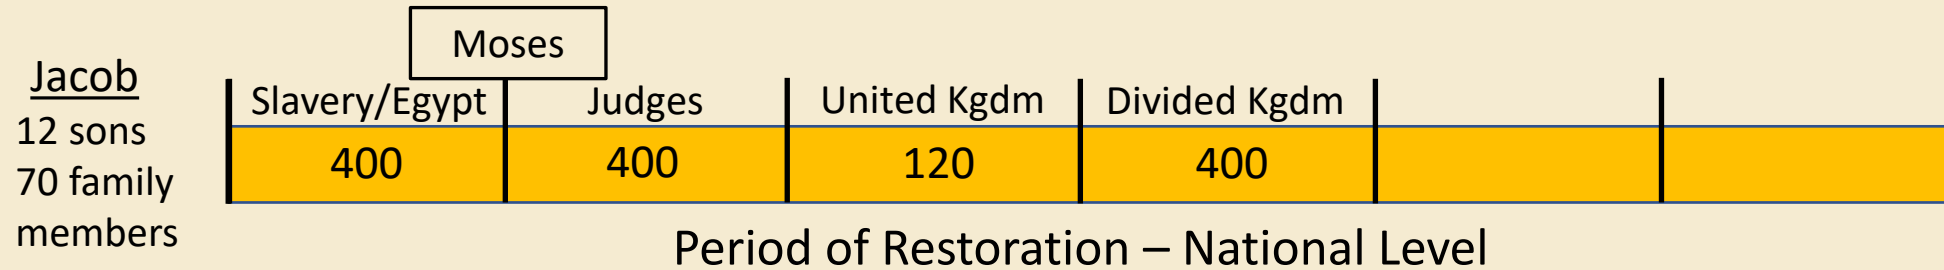 Moses
Jacob
12 sons
70 family
members
Slavery/Egypt Judges United Kgdm Divided Kgdm
400 400 120 400
Period of Restoration – National Level